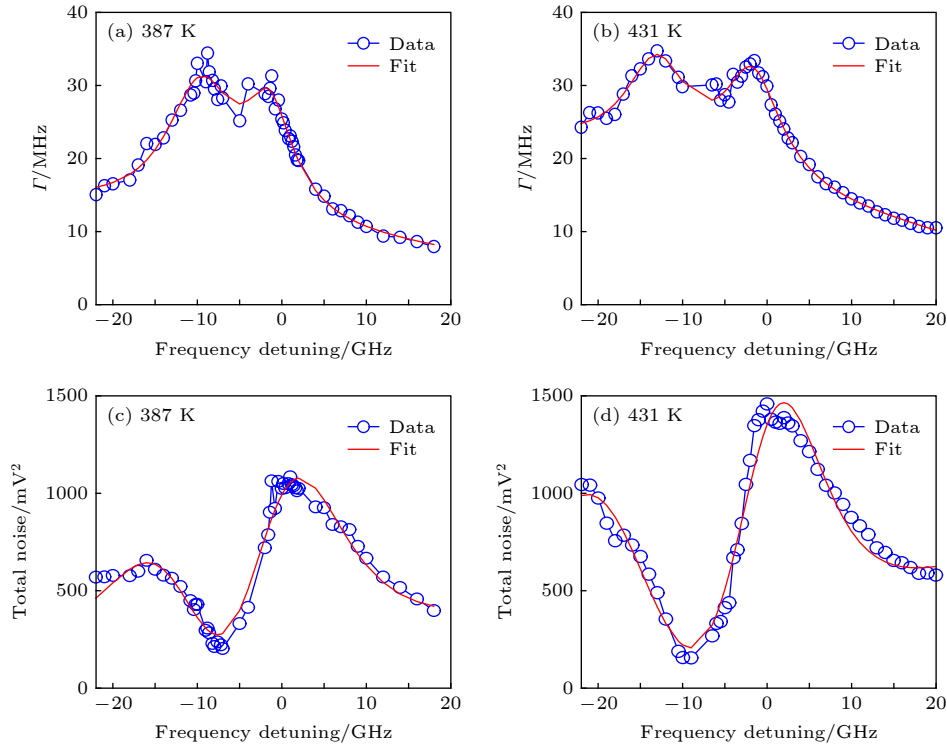 (a) 387 K
Data
Fit
40
30
20
10
0
Γ/MHz
−20
−10
0
10
20
Frequency detuning/GHz
(b) 431 K
Data
Fit
40
30
20
10
0
Γ/MHz
−20
−10
0
10
20
Frequency detuning/GHz
(c) 387 K
Data
Fit
1500
1000
500
0
Total noise/mV²
−20
−10
0
10
20
Frequency detuning/GHz
(d) 431 K
Data
Fit
1500
1000
500
0
Total noise/mV²
−20
−10
0
10
20
Frequency detuning/GHz